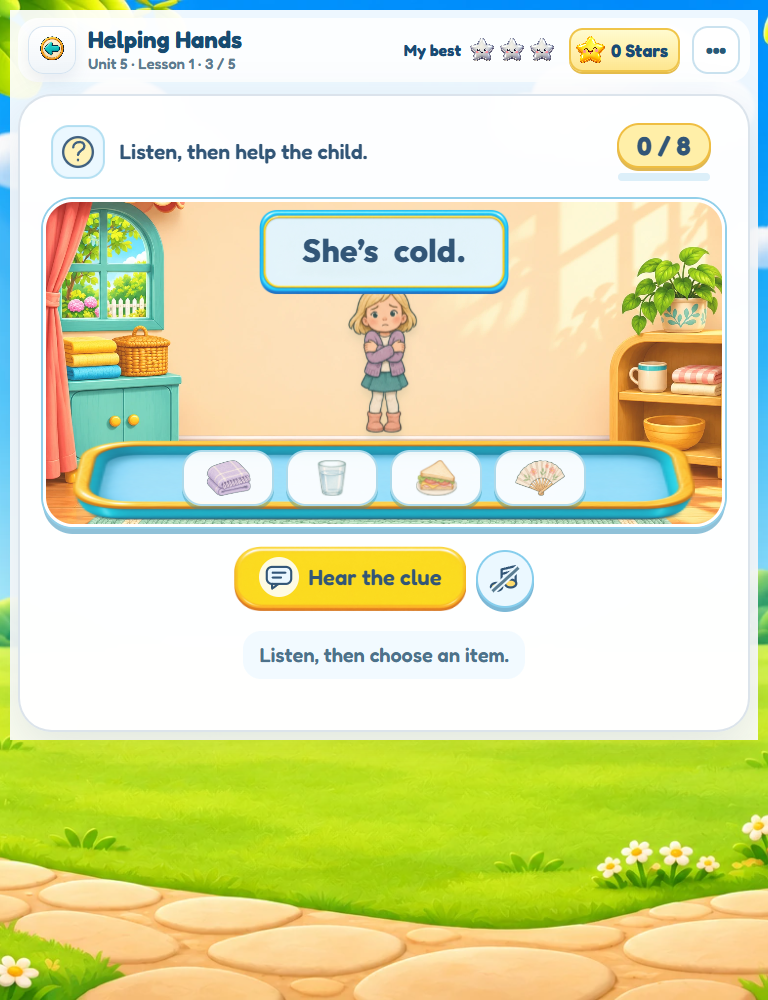 Helping Hands
Unit 5 · Lesson 1 · 3 / 5
My best
0 Stars
Listen, then help the child.
0 / 8
She's cold.
Hear the clue
Listen, then choose an item.